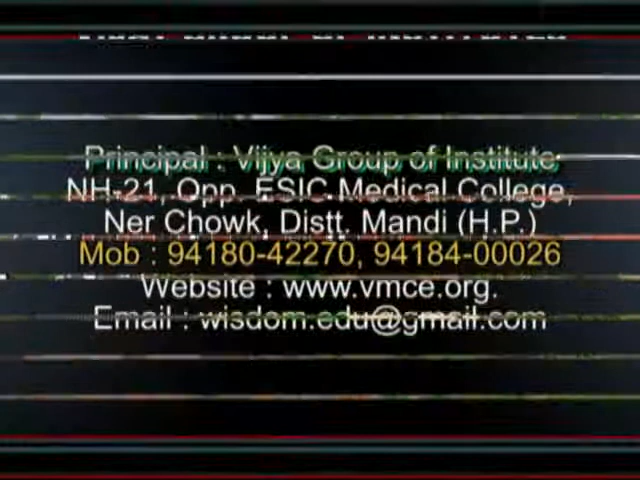 Principal : Vijya Group of Institute
NH-21, Opp. ESIC Medical College,
Ner Chowk, Distt. Mandi (H.P.)
Mob : 94180-42270, 94184-00026
Website : www.vmce.org.
Email : wisdom.edu@gmail.com